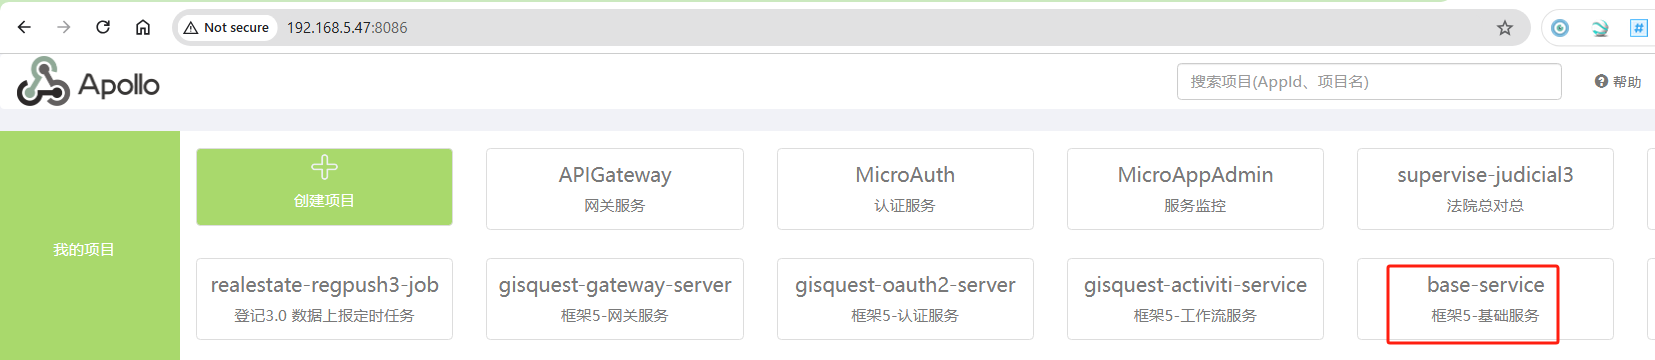 Not secure 192.168.5.47:8086
Apollo
搜索项目(AppId、项目名)
帮助
我的项目
创建项目
APIGateway
网关服务
MicroAuth
认证服务
MicroAppAdmin
服务监控
supervise-judicial3
法院总对总
realestate-regpush3-job
登记3.0 数据上报定时任务
gisquest-gateway-server
框架5-网关服务
gisquest-oauth2-server
框架5-认证服务
gisquest-activiti-service
框架5-工作流服务
base-service
框架5-基础服务